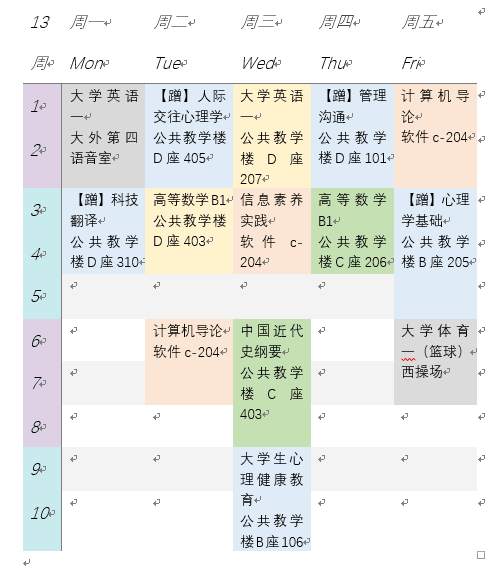 13 周一 周二 周三 周四 周五
周 Mon Tue Wed Thu Fri
1
2
大学英语
一
大外第四
语音室
【蹭】人际
交往心理学
公共教学楼
D座405
大学英语
一
公共教学
楼D座
207
【蹭】管理
沟通
公共教学
楼D座101
计算机导
论
软件c-204
3
4
5
【蹭】科技
翻译
公共教学
楼D座310
高等数学B1
公共教学楼
D座403
信息素养
实践
软件c-
204
高等数学
B1
公共教学
楼C座206
【蹭】心理
学基础
公共教学
楼B座205
6
7
8
计算机导论
软件c-204
中国近代
史纲要
公共教学
楼C座
403
大学体育
一（篮球）
西操场
9
10
大学生心
理健康教
育
公共教学
楼B座106